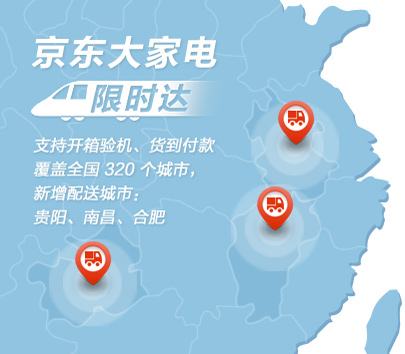 京东大家电
限时达
支持开箱验机、货到付款
覆盖全国 320 个城市，
新增配送城市：
贵阳、南昌、合肥